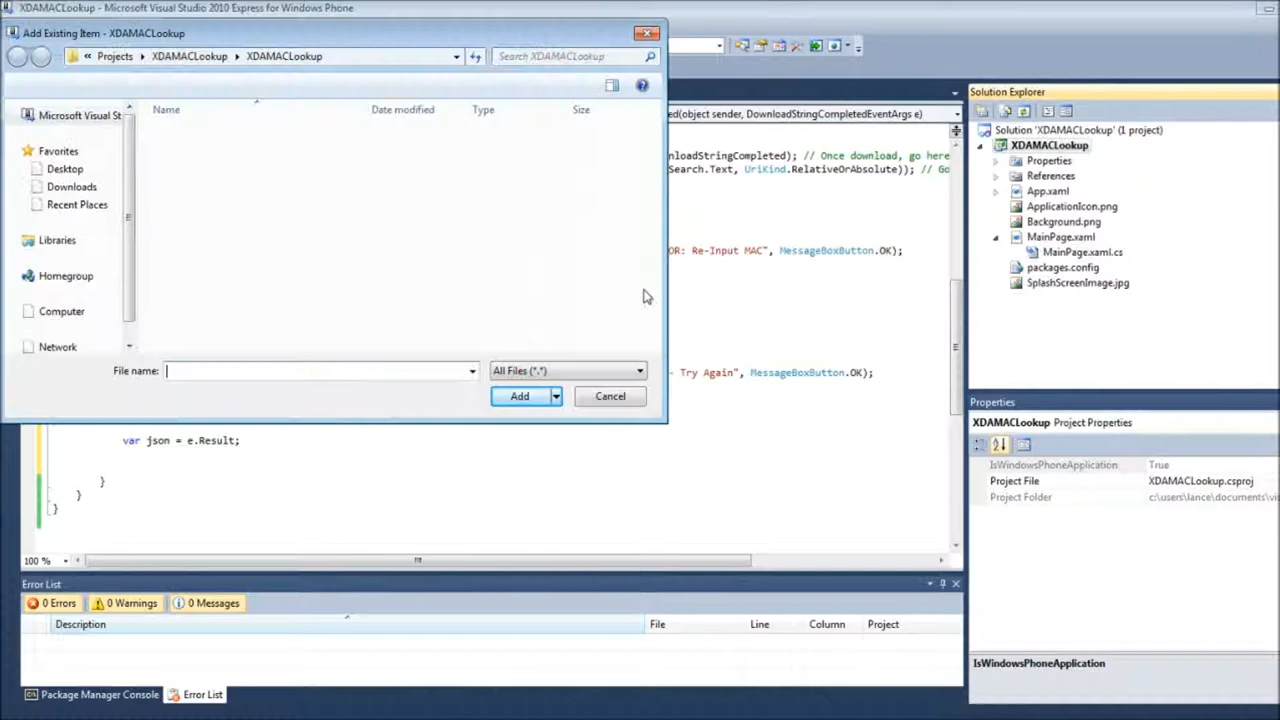 XDAMACLookup - Microsoft Visual Studio 2010 Express for Windows Phone
Add Existing Item - XDAMACLookup
« Projects XDAMACLookup XDAMACLookup
Search XDAMACLookup
Name Date modified Type Size
Microsoft Visual St
Favorites
Desktop
Downloads
Recent Places
Libraries
Homegroup
Computer
Network
File name:
All Files (*.*)
Add
Cancel
ed(object sender, DownloadStringCompletedEventArgs e)
nloadStringCompleted); // Once download, go here
Search.Text, UriKind.RelativeOrAbsolute)); // Go
OR: Re-Input MAC", MessageBoxButton.OK);
- Try Again", MessageBoxButton.OK);
var json = e.Result;
}
}
}
100 %
Solution Explorer
Solution 'XDAMACLookup' (1 project)
XDAMACLookup
Properties
References
App.xaml
ApplicationIcon.png
Background.png
MainPage.xaml
MainPage.xaml.cs
packages.config
SplashScreenImage.jpg
Properties
XDAMACLookup Project Properties
IsWindowsPhoneApplication True
Project File XDAMACLookup.csproj
Project Folder c:\users\lance\documents\vi
IsWindowsPhoneApplication
Error List
0 Errors
0 Warnings
0 Messages
Description File Line Column Project
Package Manager Console
Error List